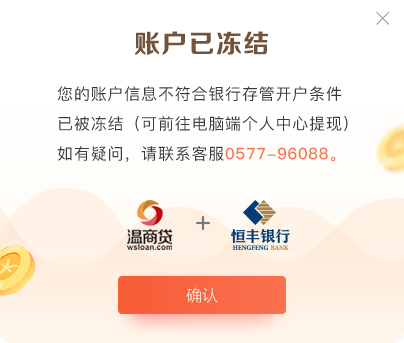 账户已冻结
您的账户信息不符合银行存管开户条件
已被冻结（可前往电脑端个人中心提现）
如有疑问，请联系客服0577-96088。
温商贷 + 恒丰银行
wsloan.com HENGFENG BANK
确认